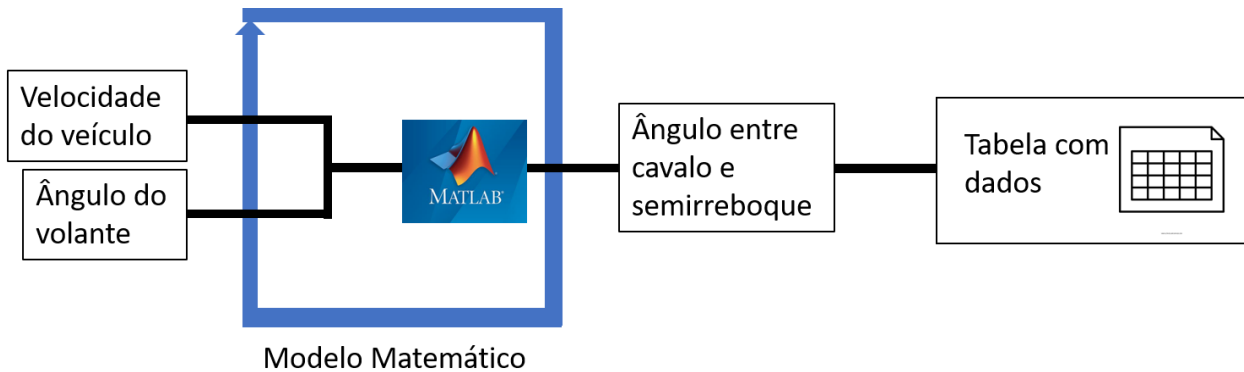 Velocidade
do veículo
Ângulo do
volante
MATLAB
Ângulo entre
cavalo e
semirreboque
Tabela com
dados
Modelo Matemático